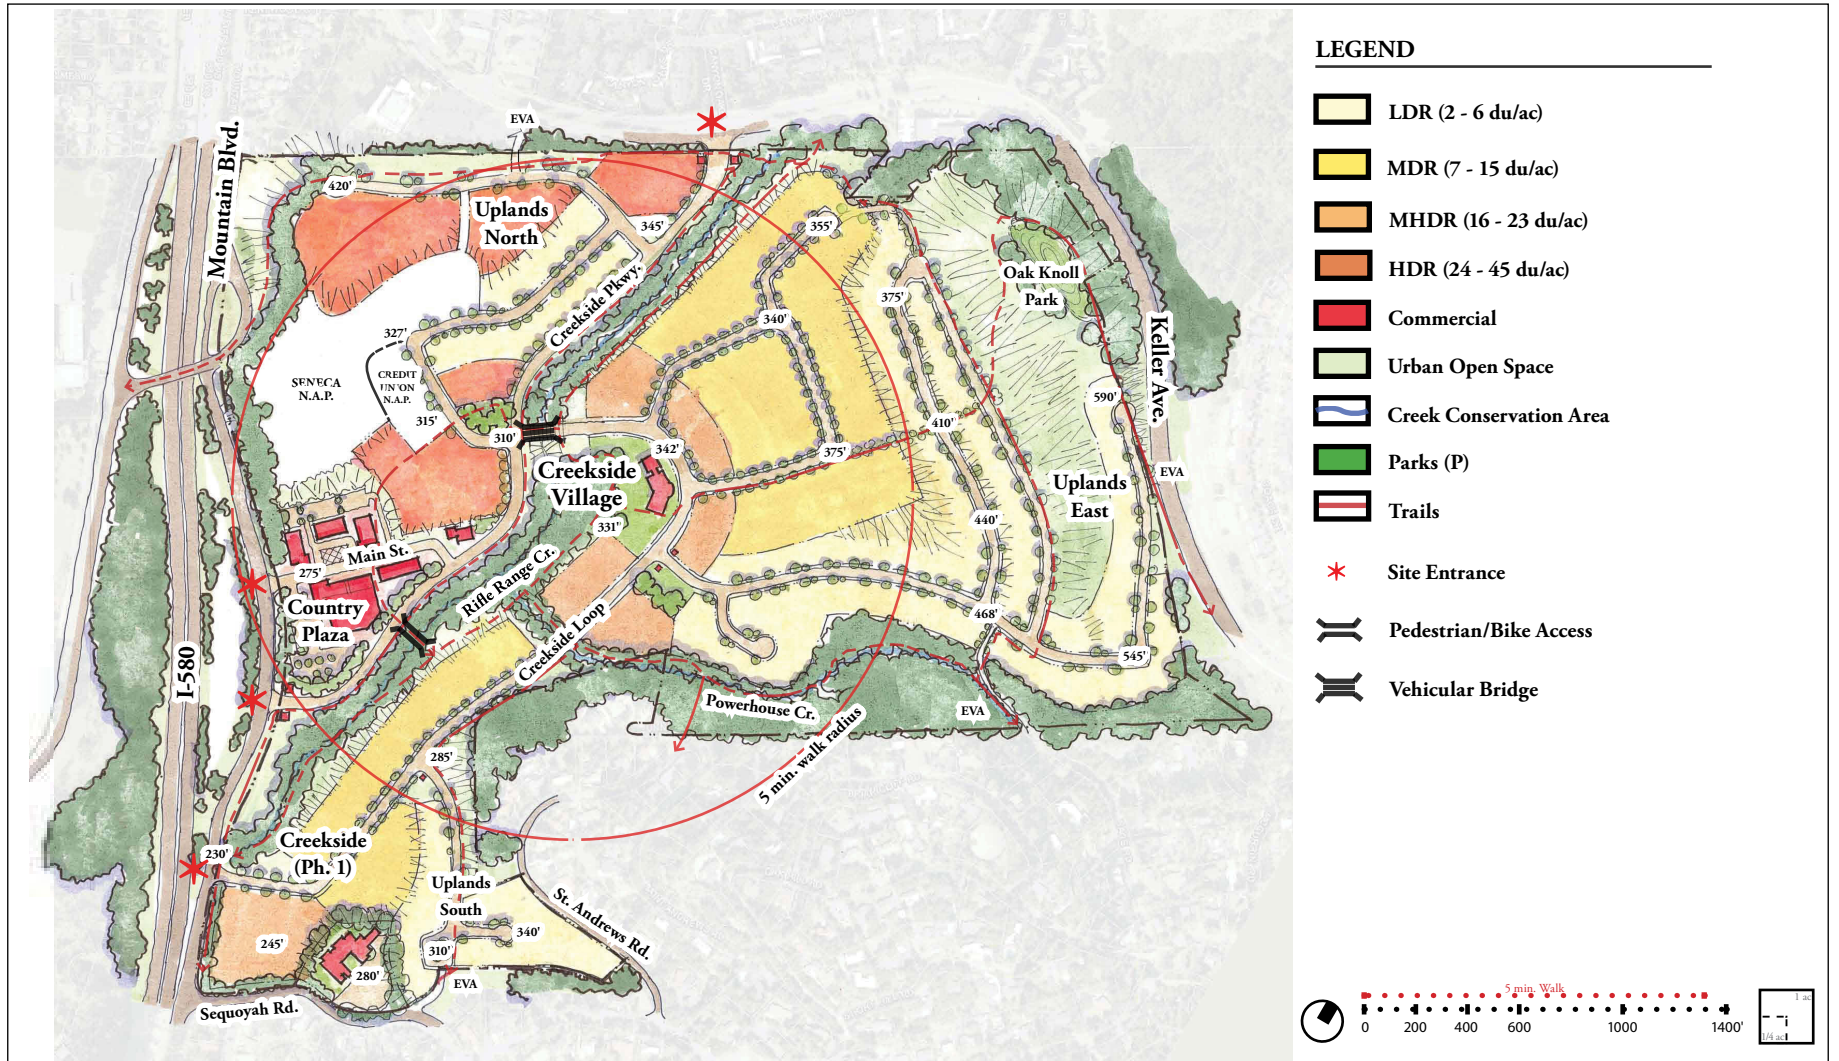 LEGEND
LDR (2 - 6 du/ac)
MDR (7 - 15 du/ac)
MHDR (16 - 23 du/ac)
HDR (24 - 45 du/ac)
Commercial
Urban Open Space
Creek Conservation Area
Parks (P)
Trails
Site Entrance
Pedestrian/Bike Access
Vehicular Bridge
EVA
Mountain Blvd.
420'
Uplands
North
345'
355'
Oak Knoll
Park
Creekside Pkwy.
375'
340'
327'
Keller Ave.
SENECA
N.A.P.
CREDIT
UNION
N.A.P.
590'
315'
310'
342'
375'
410'
Creekside
Village
EVA
Uplands
East
331'
440'
Main St.
275'
Rifle Range Cr.
Country
Plaza
Creekside Loop
468'
545'
I-580
Powerhouse Cr.
EVA
285'
5 min. walk radius
230'
Creekside
(Ph. 1)
Uplands
South
St. Andrews Rd.
245'
340'
310'
280'
EVA
Sequoyah Rd.
5 min. Walk
0
200
400
600
1000
1400'
1 ac
1/4 ac